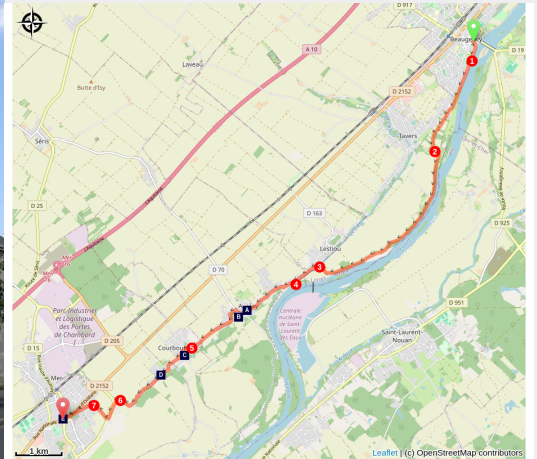 D 917
Beaugency
1
D 19
A 10
Laveau
Buite d'Isy
D 2152
Tavers
2
Séris
D 25
D 163
D 925
Lestiou
3
D 70
4
A
B
Centrale
nucléaire
de Saint-
Laurent-
des-Eaux
D 951
Saint-Laurent-
Nouan
Parc Industriel
et Logistique
des Portes
de Chambord
D 205
D 15
5
C
D
Mer
D 2152
6
7
1 km
Leaflet | (c) OpenStreetMap contributors